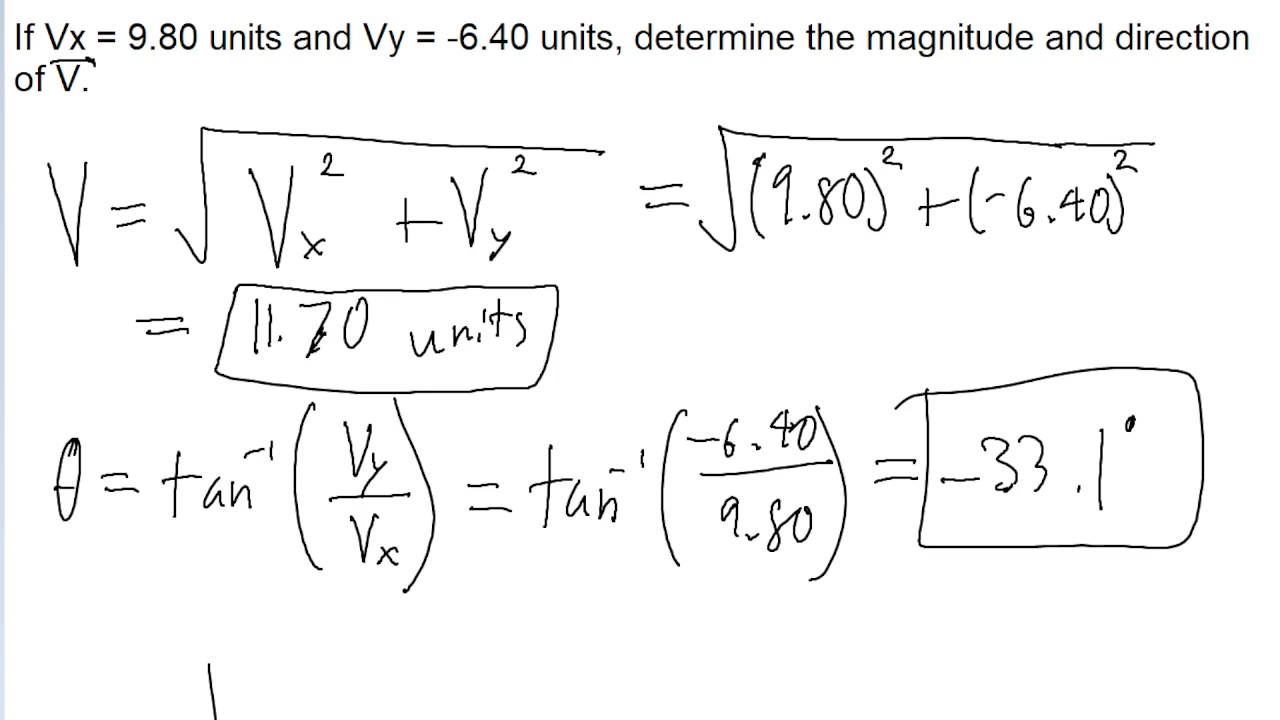 If Vx = 9.80 units and Vy = -6.40 units, determine the magnitude and direction
of V.
V = √(Vx² + Vy²) = √((9.80)² + (-6.40)²)
= 11.70 units
θ = tan⁻¹(Vy/Vx) = tan⁻¹(-6.40/9.80) = -33.1°